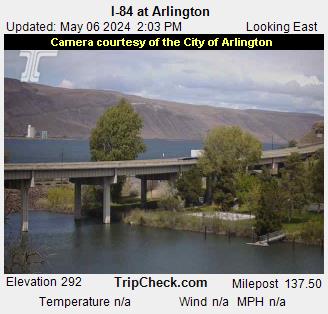 I-84 at Arlington
Updated: May 06 2024 2:03 PM Looking East
Camera courtesy of the City of Arlington
Elevation 292 TripCheck.com Milepost 137.50
Temperature n/a Wind n/a MPH n/a